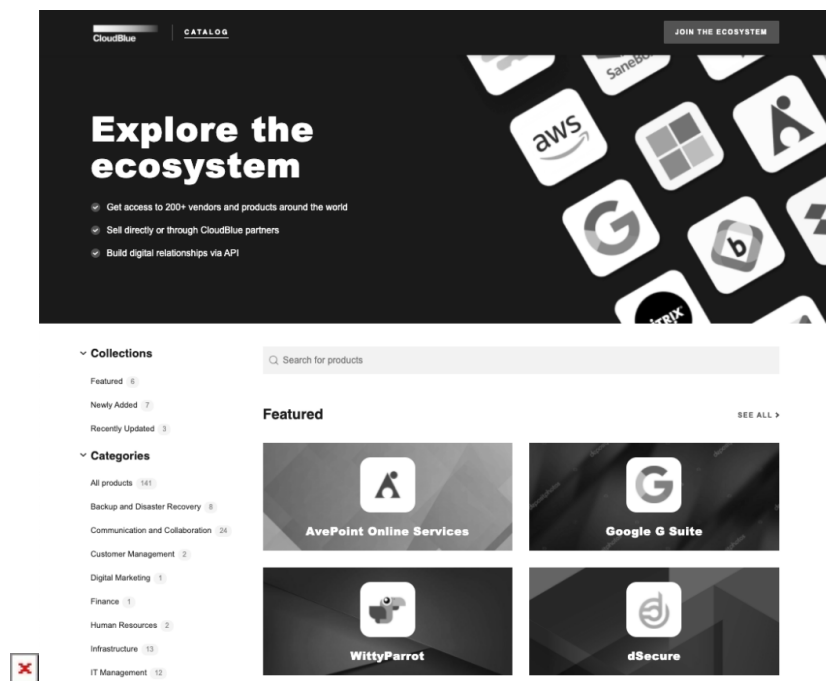 CloudBlue
CATALOG
JOIN THE ECOSYSTEM
SaneBo
aws
CITRIX
Explore the
ecosystem
Get access to 200+ vendors and products around the world
Sell directly or through CloudBlue partners
Build digital relationships via API
Collections
Featured 6
Newly Added 7
Recently Updated 3
Categories
All products 141
Backup and Disaster Recovery 8
Communication and Collaboration 24
Customer Management 2
Digital Marketing 1
Finance 1
Human Resources 2
Infrastructure 13
IT Management 12
Search for products
Featured
SEE ALL >
AvePoint Online Services
Google G Suite
WittyParrot
dSecure